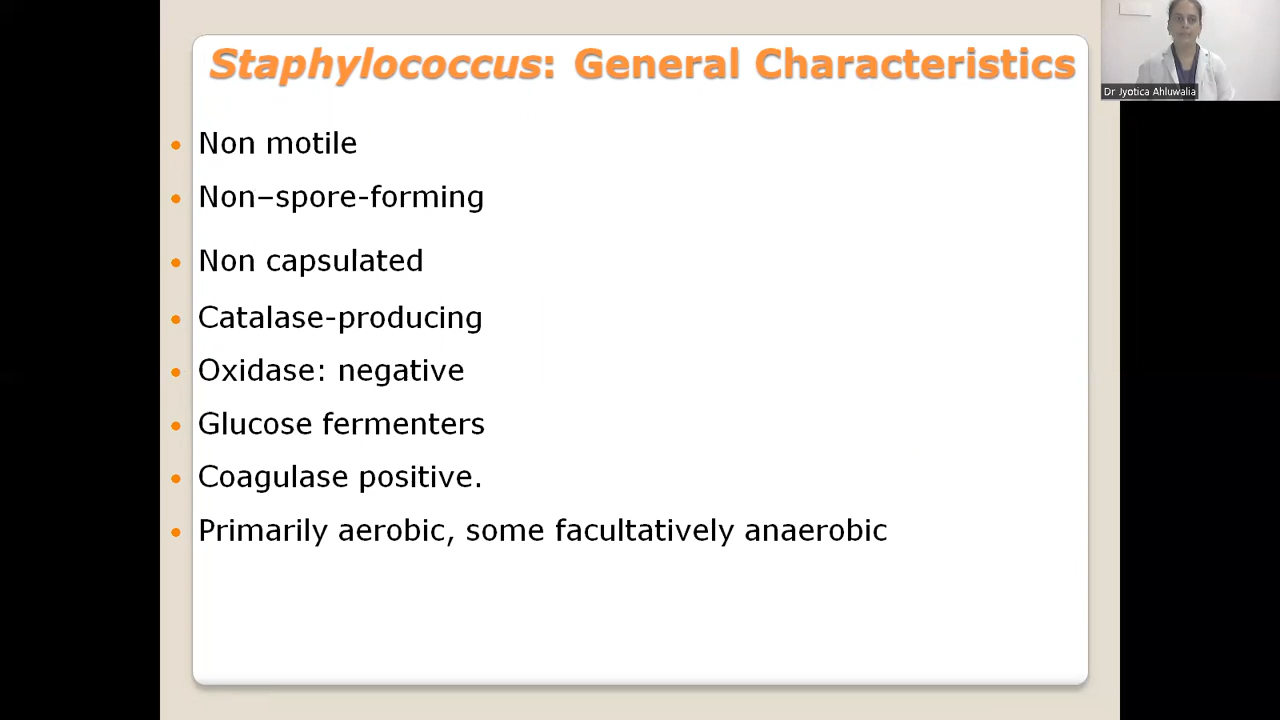 Staphylococcus: General Characteristics
Dr Jyotica Ahluwalia
• Non motile
• Non–spore-forming
• Non capsulated
• Catalase-producing
• Oxidase: negative
• Glucose fermenters
• Coagulase positive.
• Primarily aerobic, some facultatively anaerobic